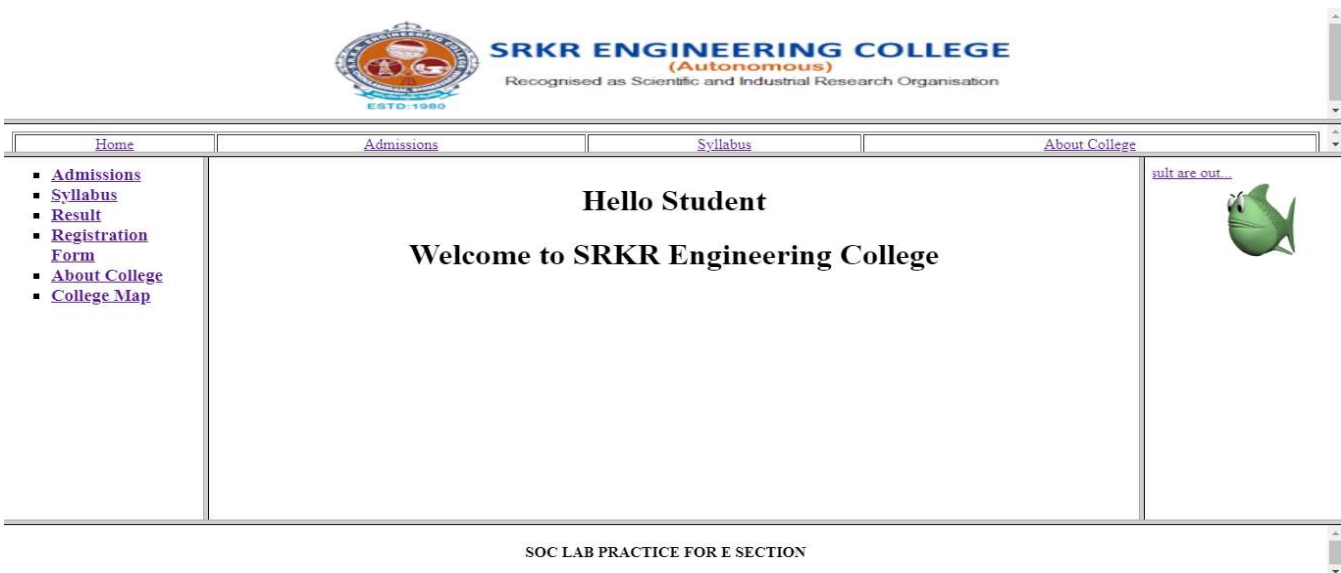 SRKR ENGINEERING COLLEGE
(Autonomous)
Recognised as Scientific and Industrial Research Organisation
ESTD:1980
Home Admissions Syllabus About College
Admissions
Syllabus
Result
Registration
Form
About College
College Map
Hello Student
Welcome to SRKR Engineering College
sult are out...
SOC LAB PRACTICE FOR E SECTION